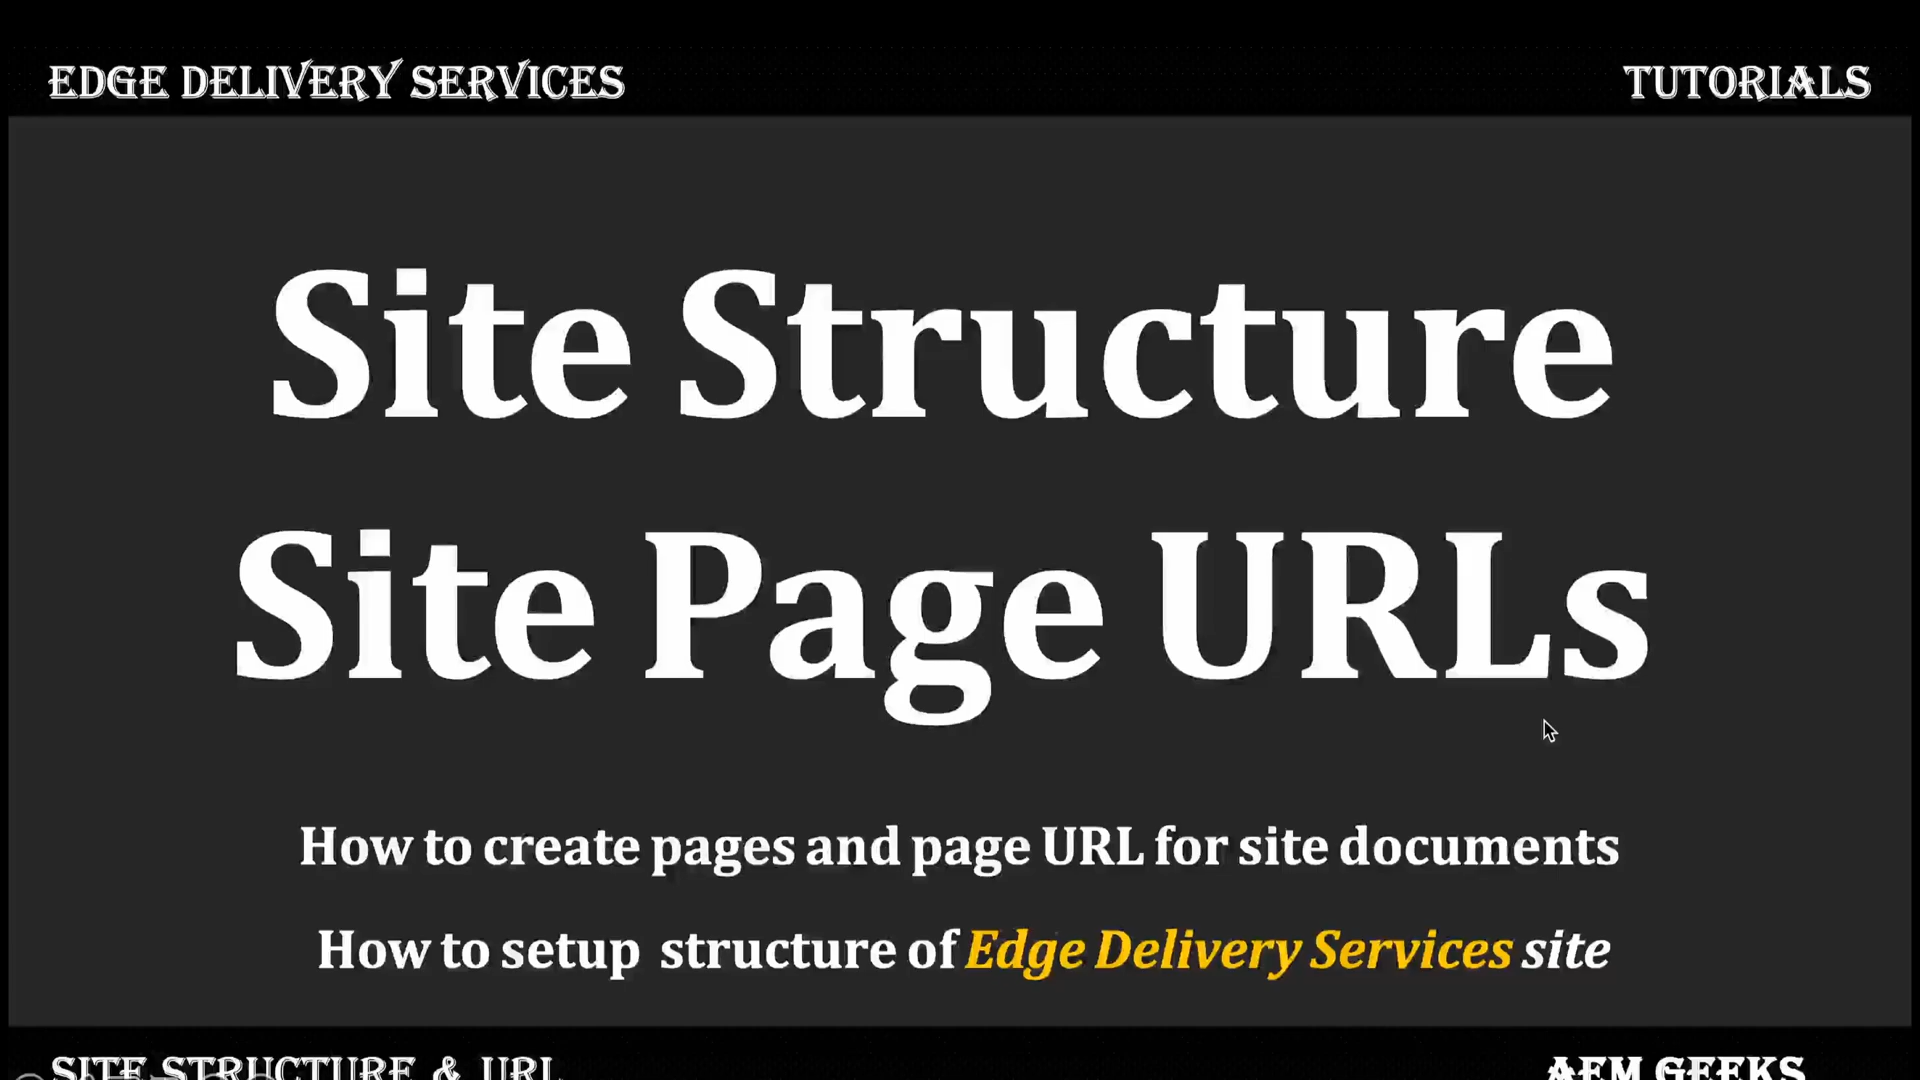 EDGE DELIVERY SERVICES
TUTORIALS
Site Structure
Site Page URLs
How to create pages and page URL for site documents
How to setup structure of Edge Delivery Services site
SITE STRUCTURE & URL
AEM GEEKS